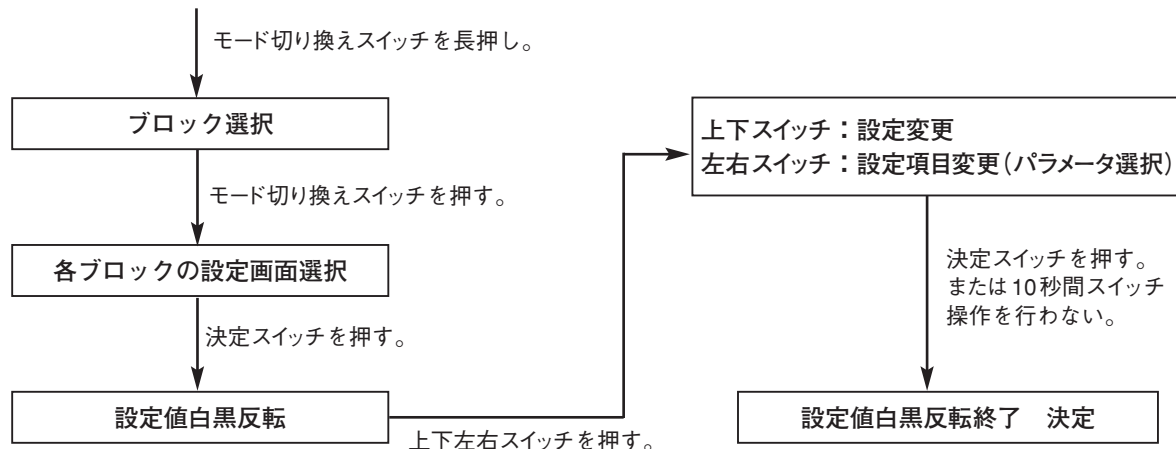 モード切り換えスイッチを長押し。
ブロック選択
モード切り換えスイッチを押す。
各ブロックの設定画面選択
決定スイッチを押す。
設定値白黒反転
上下左右スイッチを押す。
上下スイッチ：設定変更
左右スイッチ：設定項目変更（パラメータ選択）
決定スイッチを押す。
または10秒間スイッチ
操作を行わない。
設定値白黒反転終了　決定